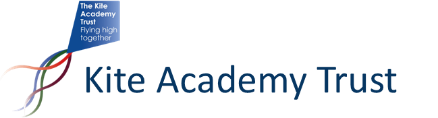 The Kite
Academy
Trust
Flying high
together
Kite Academy Trust